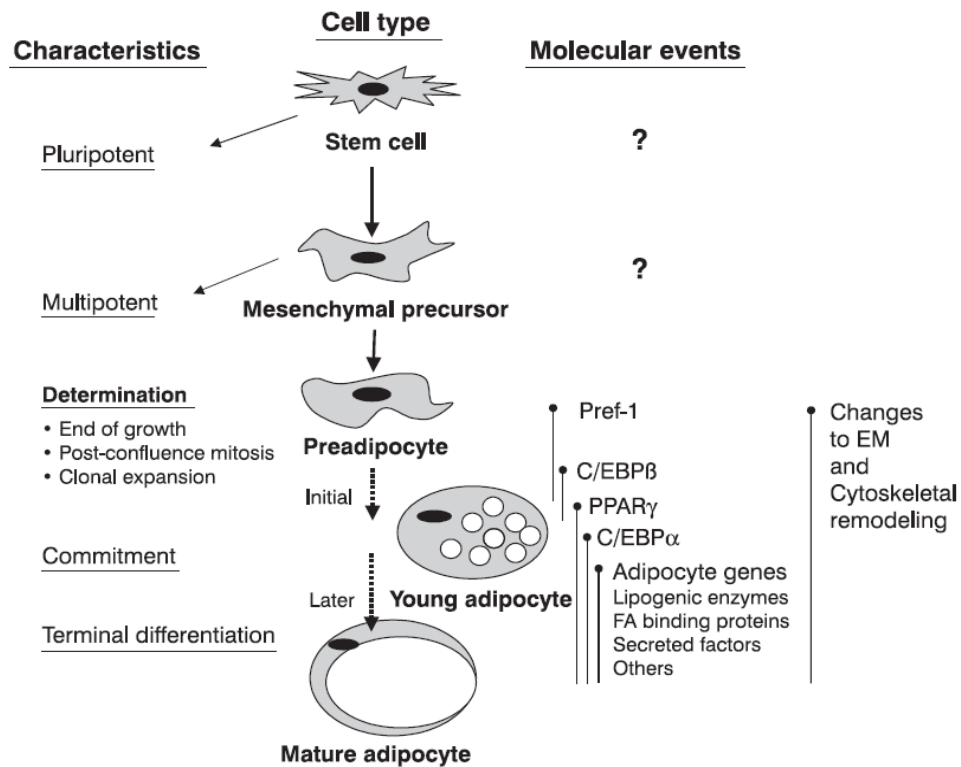 Characteristics
Cell type
Molecular events
Stem cell
?
Pluripotent
?
Multipotent
Mesenchymal precursor
Determination
• End of growth
• Post-confluence mitosis
• Clonal expansion
Preadipocyte
Initial
Pref-1
C/EBPß
PPARγ
C/EBPα
Changes
to EM
and
Cytoskeletal
remodeling
Commitment
Later
Young adipocyte
Adipocyte genes
Lipogenic enzymes
FA binding proteins
Secreted factors
Others
Terminal differentiation
Mature adipocyte